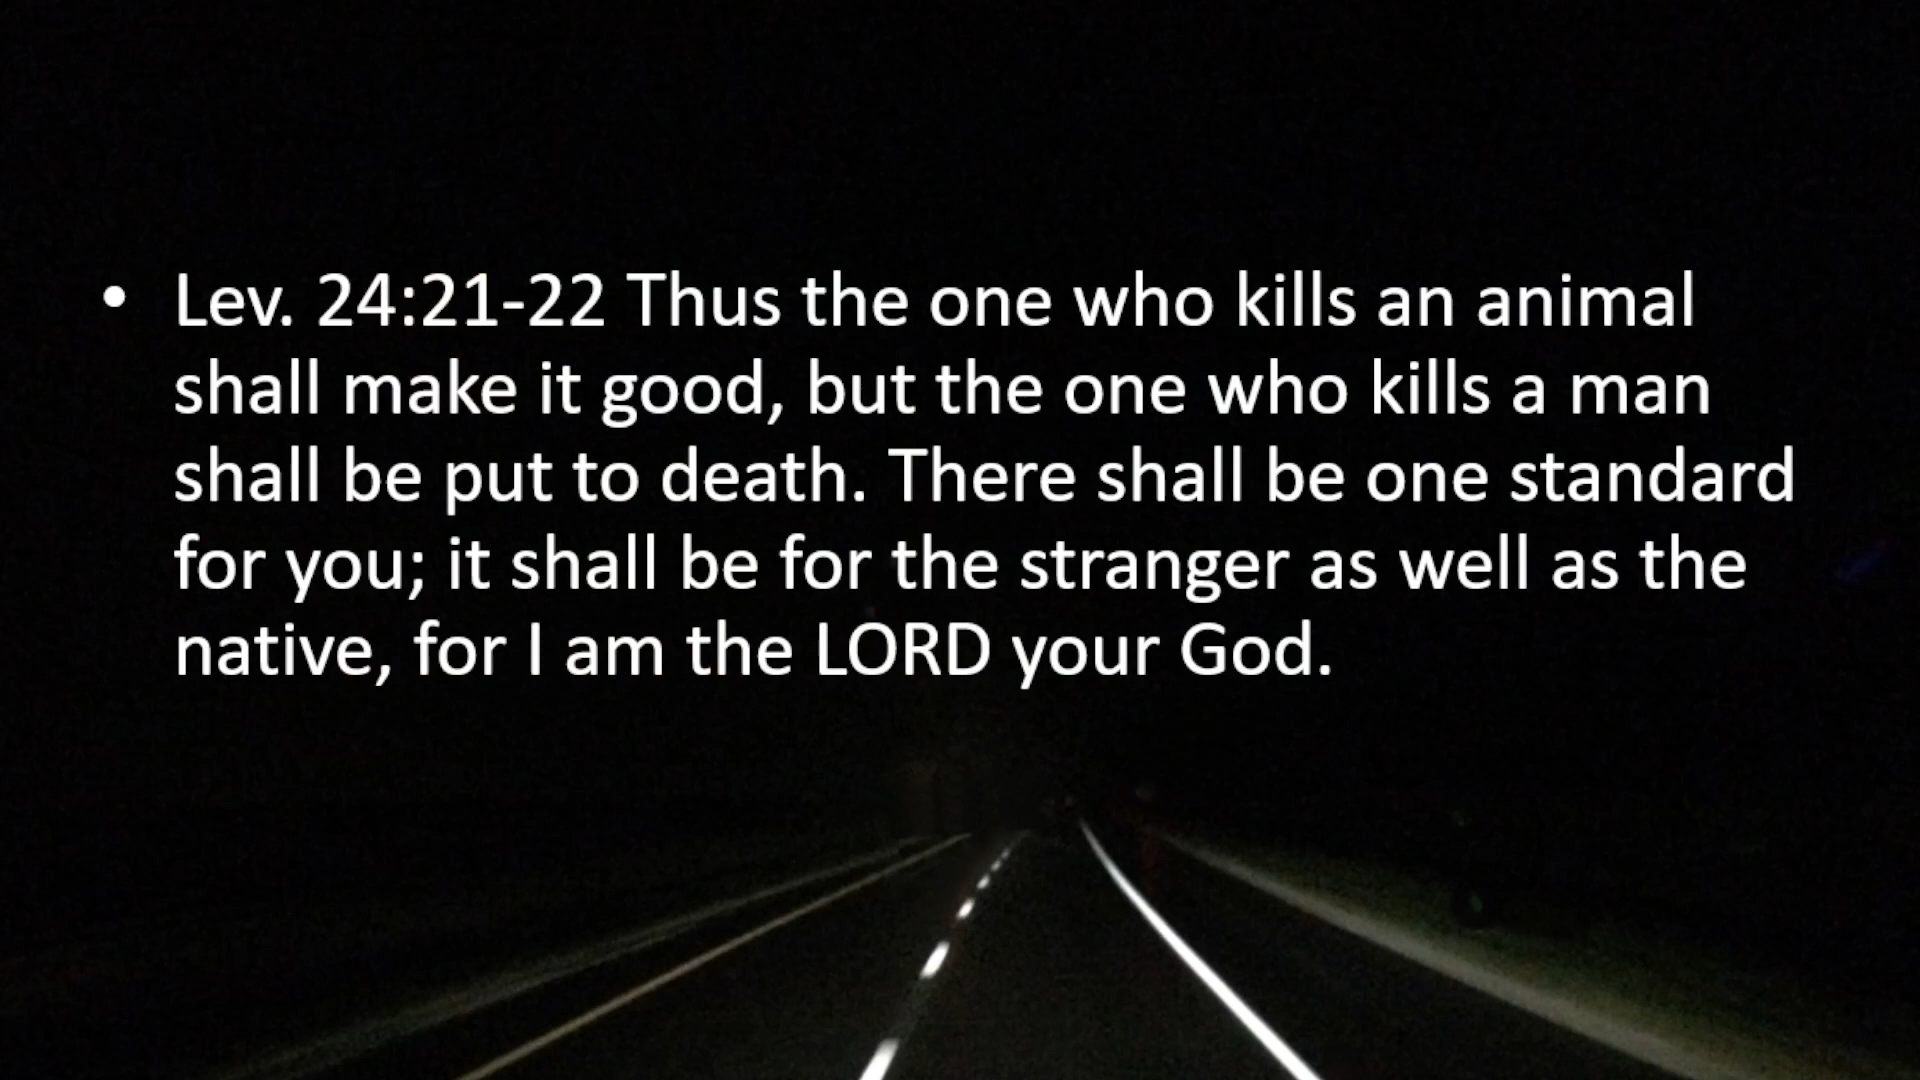 • Lev. 24:21-22 Thus the one who kills an animal
shall make it good, but the one who kills a man
shall be put to death. There shall be one standard
for you; it shall be for the stranger as well as the
native, for I am the LORD your God.